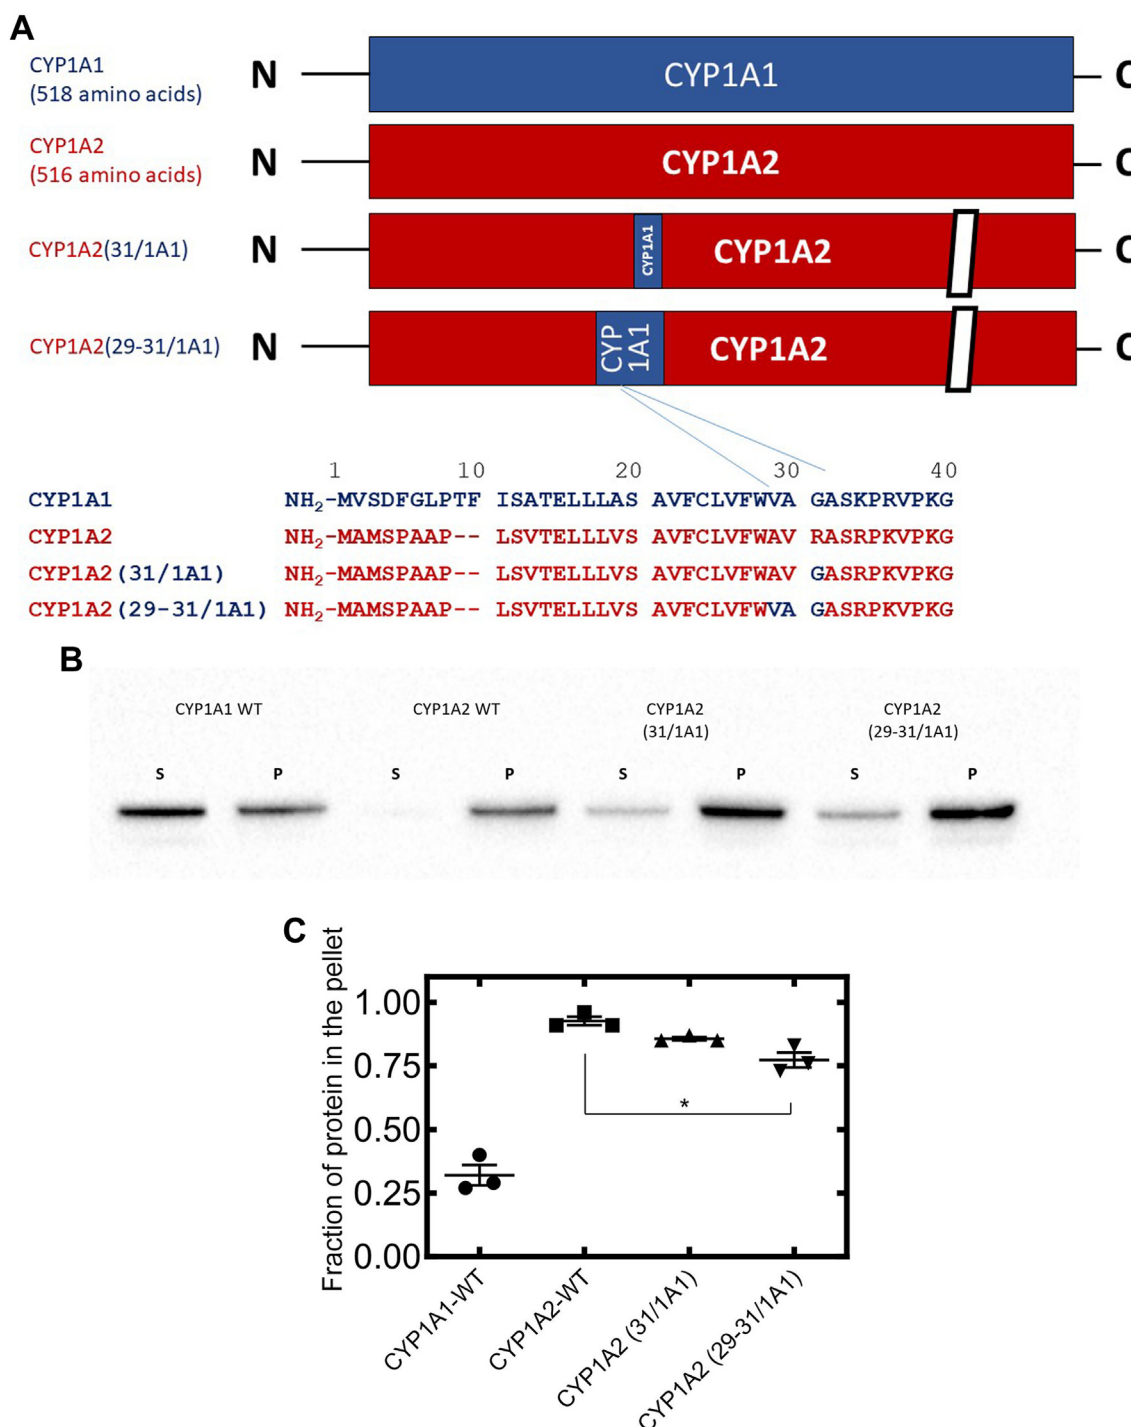 A
CYP1A1
(518 amino acids)
N
CYP1A1
C
CYP1A2
(516 amino acids)
N
CYP1A2
C
CYP1A2(31/1A1)
N
CYP1A1
CYP1A2
C
CYP1A2(29-31/1A1)
N
CYP
1A1
CYP1A2
C
1 10 20 30 40
CYP1A1 NH2-MVSDFGLPTF ISATELLLAS AVFCLVFWVA GASKPRVPKG
CYP1A2 NH2-MAMSPAAP-- LSVTELLLVS AVFCLVFWAV RASRPKVPKG
CYP1A2(31/1A1) NH2-MAMSPAAP-- LSVTELLLVS AVFCLVFWAV GASRPKVPKG
CYP1A2(29-31/1A1) NH2-MAMSPAAP-- LSVTELLLVS AVFCLVFWVA GASRPKVPKG
B
CYP1A1 WT CYP1A2 WT CYP1A2 CYP1A2
(31/1A1) (29-31/1A1)
S P S P S P S P
C
Fraction of protein in the pellet
1.00
0.75
*
0.50
0.25
0.00
CYP1A1-WT
CYP1A2-WT
CYP1A2 (31/1A1)
CYP1A2 (29-31/1A1)